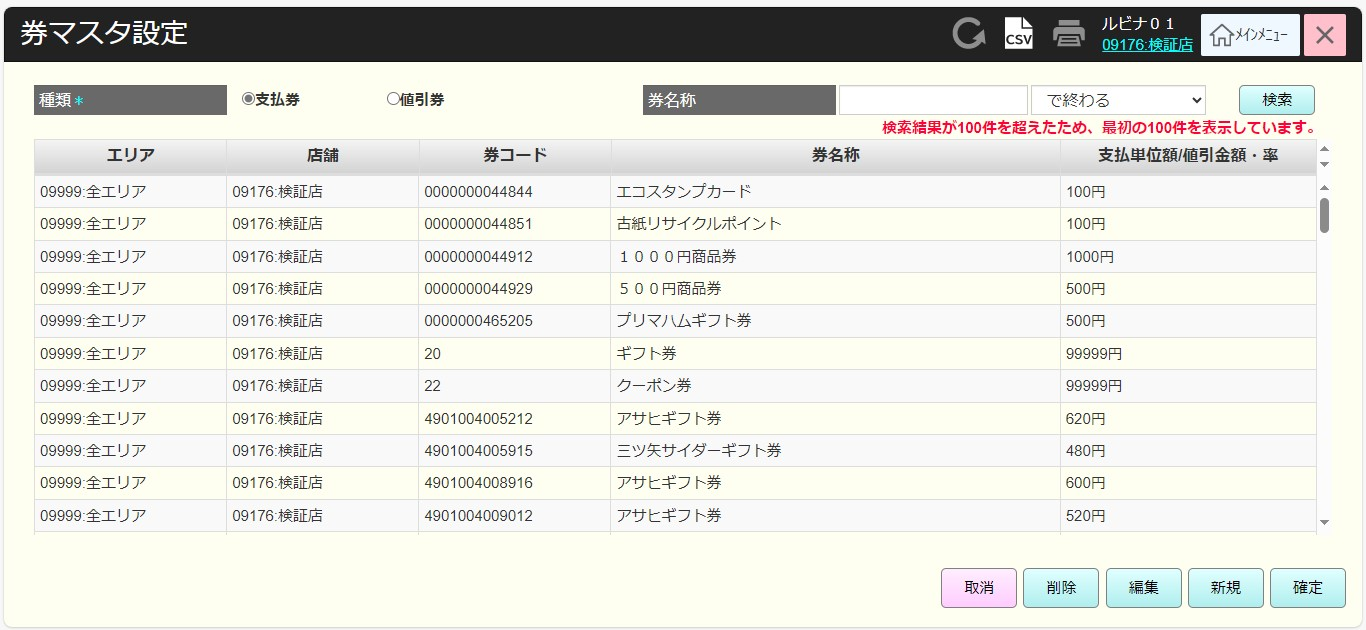 券マスタ設定
CSV
ルビナ０１
09176:検証店
メインメニュー
種類＊ 支払券 値引券 券名称 で終わる 検索
検索結果が100件を超えたため、最初の100件を表示しています。
エリア 店舗 券コード 券名称 支払単位額/値引金額・率
09999:全エリア 09176:検証店 0000000044844 エコスタンプカード 100円
09999:全エリア 09176:検証店 0000000044851 古紙リサイクルポイント 100円
09999:全エリア 09176:検証店 0000000044912 １０００円商品券 1000円
09999:全エリア 09176:検証店 0000000044929 ５００円商品券 500円
09999:全エリア 09176:検証店 0000000465205 プリマハムギフト券 500円
09999:全エリア 09176:検証店 20 ギフト券 99999円
09999:全エリア 09176:検証店 22 クーポン券 99999円
09999:全エリア 09176:検証店 4901004005212 アサヒギフト券 620円
09999:全エリア 09176:検証店 4901004005915 三ツ矢サイダーギフト券 480円
09999:全エリア 09176:検証店 4901004008916 アサヒギフト券 600円
09999:全エリア 09176:検証店 4901004009012 アサヒギフト券 520円
取消 削除 編集 新規 確定